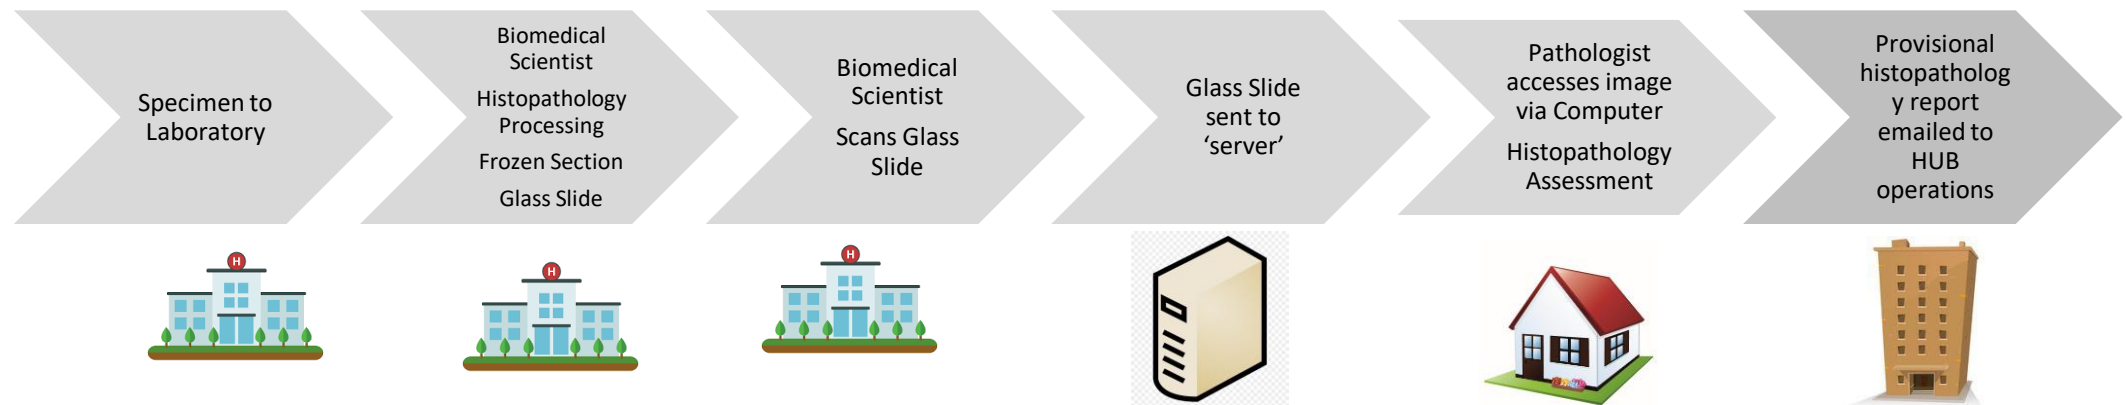 Specimen to
Laboratory
Biomedical
Scientist
Histopathology
Processing
Frozen Section
Glass Slide
Biomedical
Scientist
Scans Glass
Slide
Glass Slide
sent to
‘server’
Pathologist
accesses image
via Computer
Histopathology
Assessment
Provisional
histopatholog
y report
emailed to
HUB
operations
H
H
H